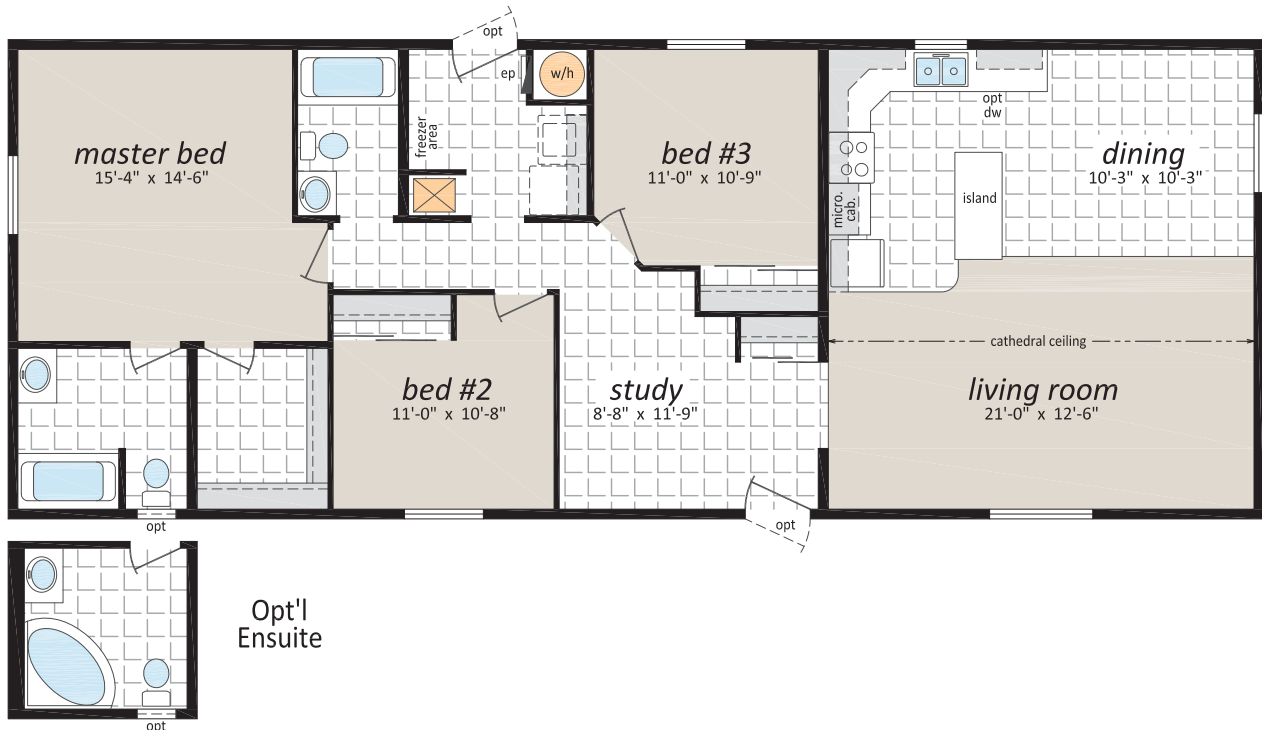 opt
ep
w/h
freezer
area
opt
dw
master bed
15'-4" x 14'-6"
bed #3
11'-0" x 10'-9"
dining
10'-3" x 10'-3"
island
micro.
cab.
cathedral ceiling
bed #2
11'-0" x 10'-8"
study
8'-8" x 11'-9"
living room
21'-0" x 12'-6"
opt
opt
Opt'l
Ensuite
opt